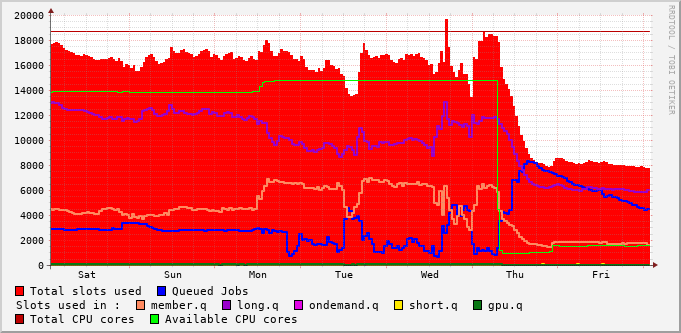 20000
18000
16000
14000
12000
10000
8000
6000
4000
2000
0
Sat Sun Mon Tue Wed Thu Fri
Total slots used Queued Jobs
Slots used in : member.q long.q ondemand.q short.q gpu.q
Total CPU cores Available CPU cores
RRDTOOL / TOBI OETIKER